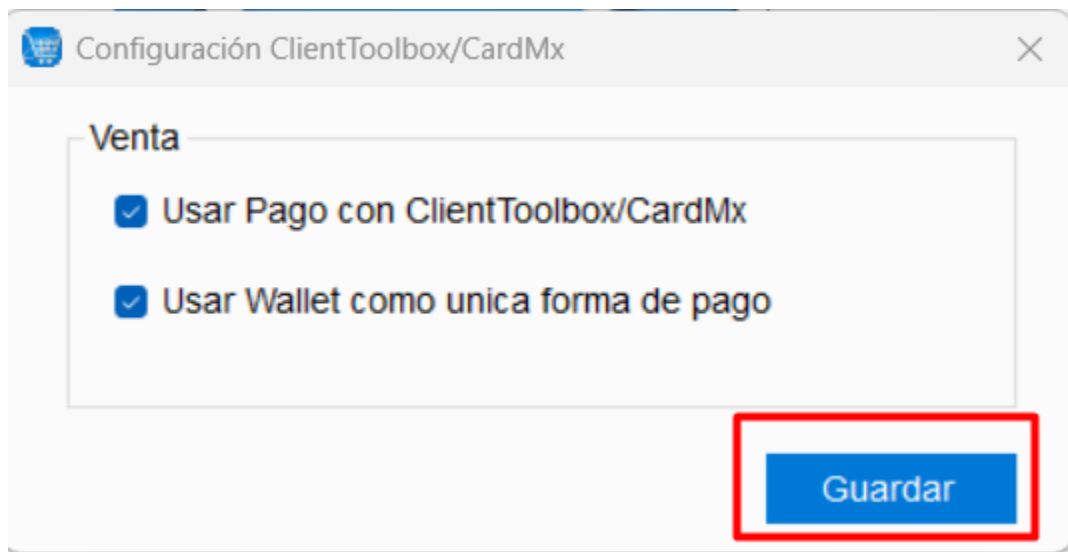 Configuración ClientToolbox/CardMx
Venta
Usar Pago con ClientToolbox/CardMx
Usar Wallet como unica forma de pago
Guardar